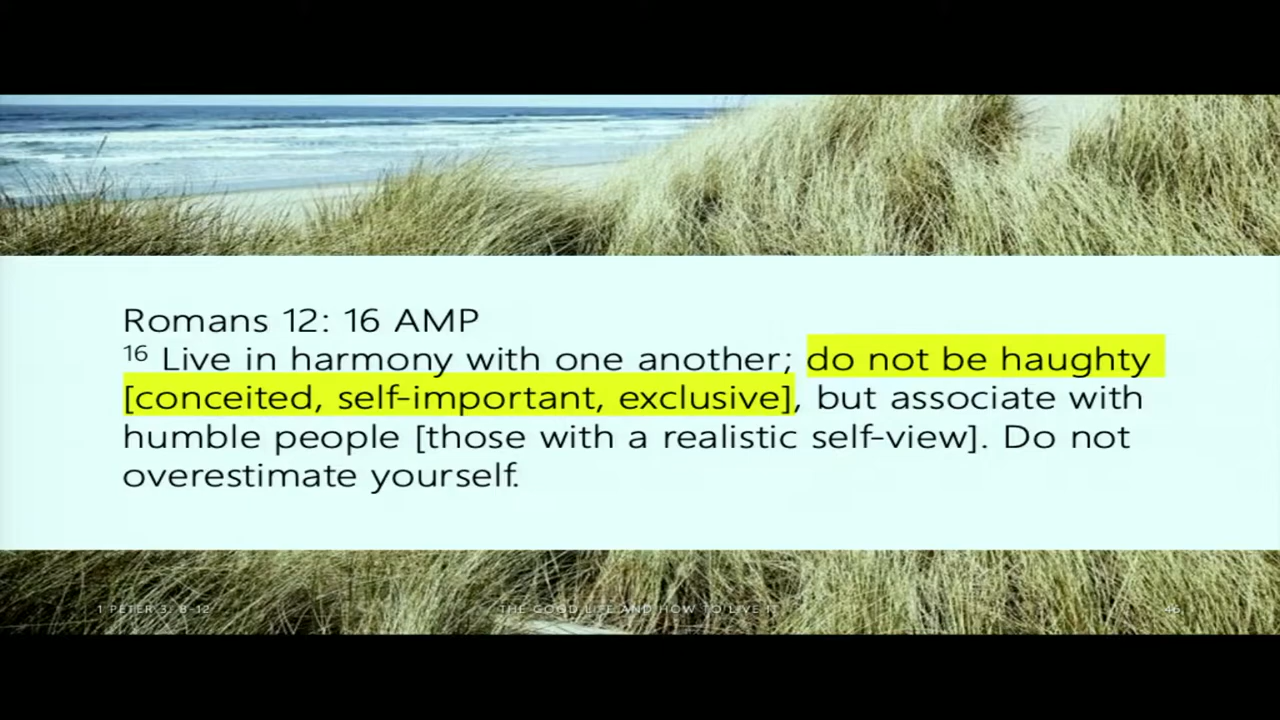 Romans 12: 16 AMP
16 Live in harmony with one another; do not be haughty
[conceited, self-important, exclusive], but associate with
humble people [those with a realistic self-view]. Do not
overestimate yourself.
1 PETER 3: 8-12 THE GOOD LIFE AND HOW TO LIVE IT 46